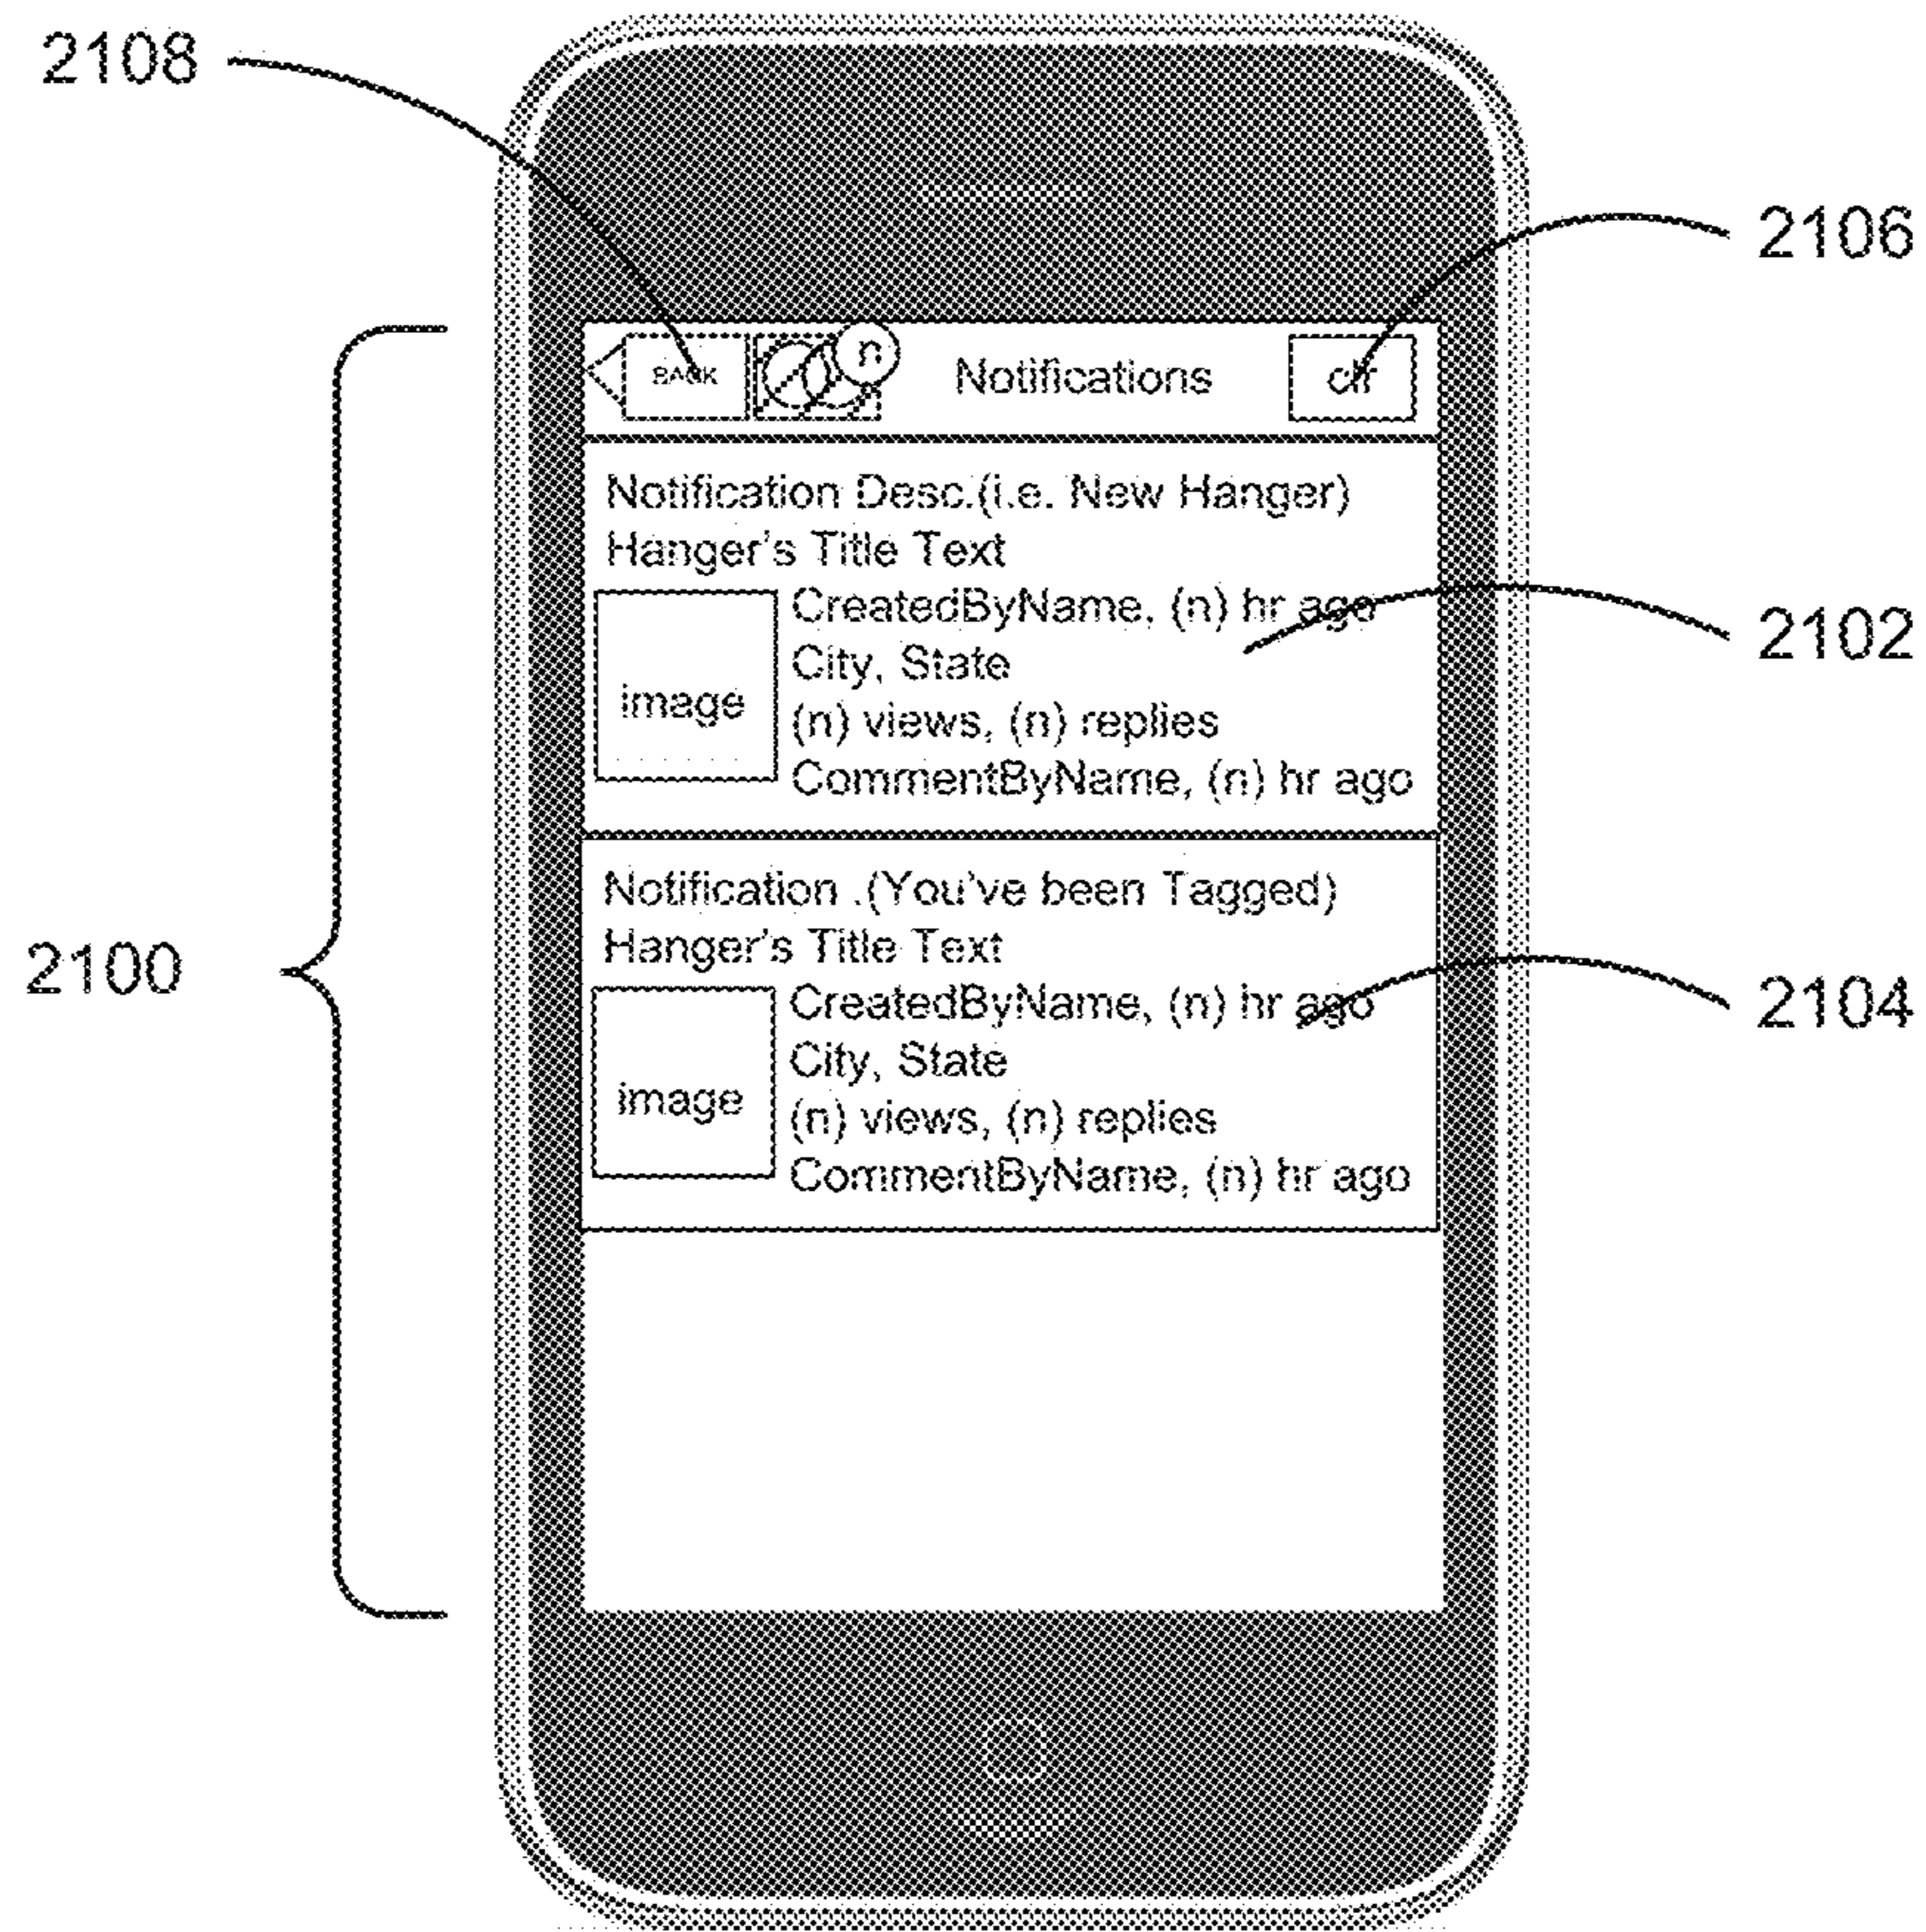 2108
2106
BACK n Notifications clr
Notification Desc.(i.e. New Hanger)
Hanger's Title Text
CreatedByName, (n) hr ago
2102
City, State
image
(n) views, (n) replies
CommentByName, (n) hr ago
Notification .(You've been Tagged)
Hanger's Title Text
2100
CreatedByName, (n) hr ago
2104
City, State
image
(n) views, (n) replies
CommentByName, (n) hr ago